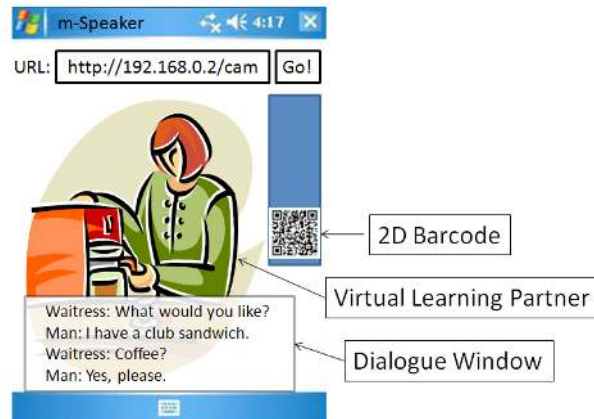 m-Speaker 4:17
URL: http://192.168.0.2/cam Go!
2D Barcode
Virtual Learning Partner
Waitress: What would you like?
Man: I have a club sandwich.
Waitress: Coffee?
Man: Yes, please.
Dialogue Window